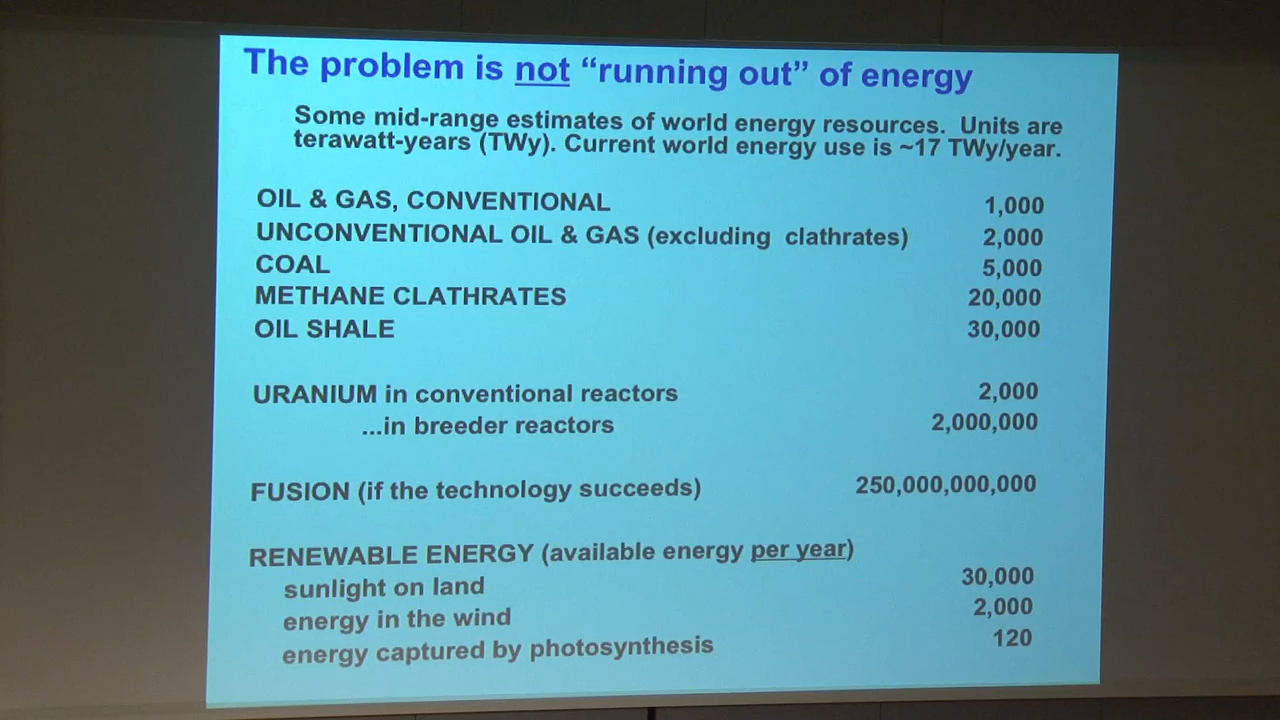 The problem is not “running out” of energy
Some mid-range estimates of world energy resources. Units are
terawatt-years (TWy). Current world energy use is ~17 TWy/year.
OIL & GAS, CONVENTIONAL 1,000
UNCONVENTIONAL OIL & GAS (excluding clathrates) 2,000
COAL 5,000
METHANE CLATHRATES 20,000
OIL SHALE 30,000
URANIUM in conventional reactors 2,000
...in breeder reactors 2,000,000
FUSION (if the technology succeeds) 250,000,000,000
RENEWABLE ENERGY (available energy per year)
sunlight on land 30,000
energy in the wind 2,000
energy captured by photosynthesis 120